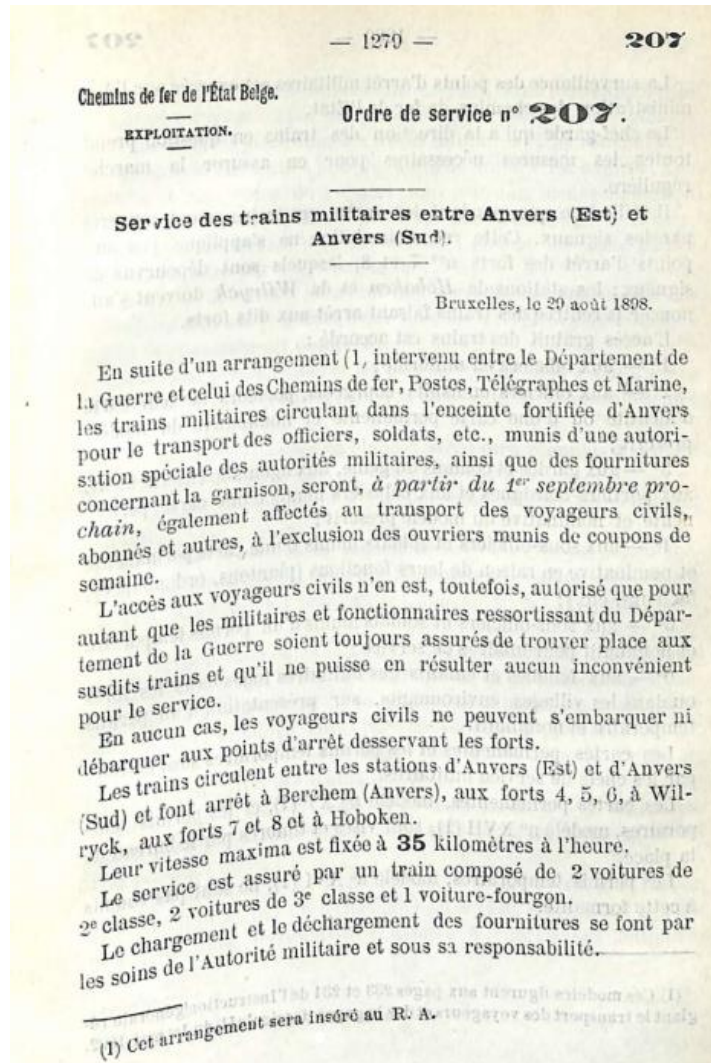 — 1279 — 207
Chemins de fer de l'État Belge.
EXPLOITATION.
Ordre de service n° 207.
Service des trains militaires entre Anvers (Est) et
Anvers (Sud).
Bruxelles, le 29 août 1898.
En suite d'un arrangement (1, intervenu entre le Département de
la Guerre et celui des Chemins de fer, Postes, Télégraphes et Marine,
les trains militaires circulant dans l'enceinte fortifiée d'Anvers
pour le transport des officiers, soldats, etc., munis d'une autori-
sation spéciale des autorités militaires, ainsi que des fournitures
concernant la garnison, seront, à partir du 1er septembre pro-
chain, également affectés au transport des voyageurs civils,
abonnés et autres, à l'exclusion des ouvriers munis de coupons de
semaine.
L'accès aux voyageurs civils n'en est, toutefois, autorisé que pour
autant que les militaires et fonctionnaires ressortissant du Dépar-
tement de la Guerre soient toujours assurés de trouver place aux
susdits trains et qu'il ne puisse en résulter aucun inconvénient
pour le service.
En aucun cas, les voyageurs civils ne peuvent s'embarquer ni
débarquer aux points d'arrêt desservant les forts.
Les trains circulent entre les stations d'Anvers (Est) et d'Anvers
(Sud) et font arrêt à Berchem (Anvers), aux forts 4, 5, 6, à Wil-
ryck, aux forts 7 et 8 et à Hoboken.
Leur vitesse maxima est fixée à 35 kilomètres à l'heure.
Le service est assuré par un train composé de 2 voitures de
2e classe, 2 voitures de 3e classe et 1 voiture-fourgon.
Le chargement et le déchargement des fournitures se font par
les soins de l'Autorité militaire et sous sa responsabilité.
(1) Cet arrangement sera inséré au R. A.